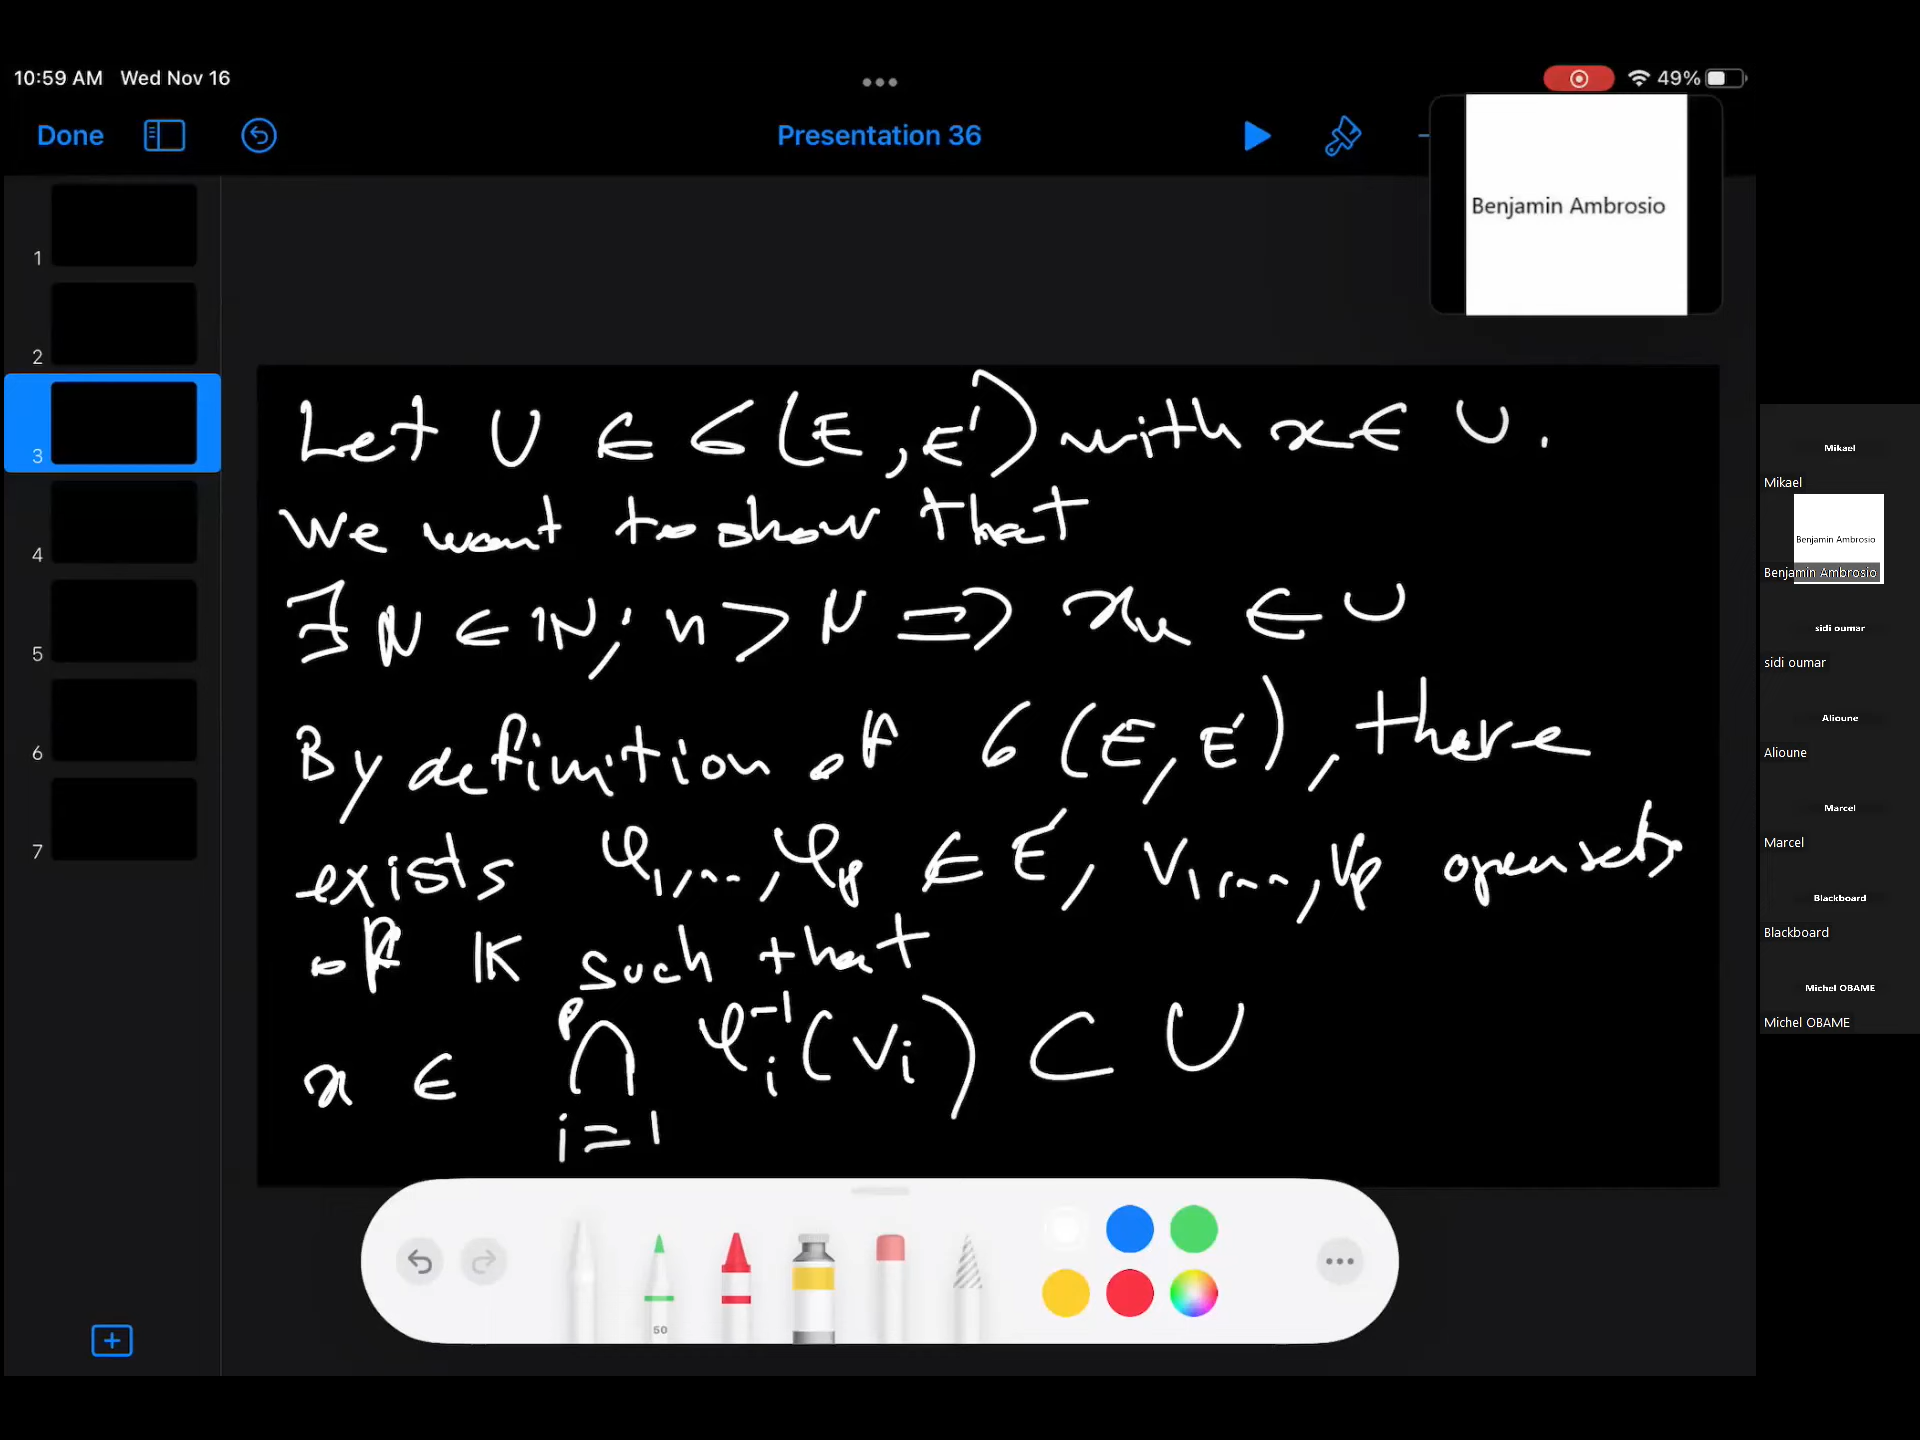 10:59 AM Wed Nov 16
49%
Done
Presentation 36
Benjamin Ambrosio
1
2
3
4
5
6
7
Let U ∈ σ(E, E') with x ∈ U.
We want to show that
∃ N ∈ ℕ; n > N ⇒ xₙ ∈ U
By definition of σ(E, E'), there
exists φ₁, ..., φₚ ∈ E', V₁, ..., Vₚ open sets
of 𝕂 such that
x ∈ ⋂ᵢ₌₁ᵖ φᵢ⁻¹(Vᵢ) ⊂ U
50
Mikael
Mikael
Benjamin Ambrosio
Benjamin Ambrosio
sidi oumar
sidi oumar
Alioune
Alioune
Marcel
Marcel
Blackboard
Blackboard
Michel OBAME
Michel OBAME